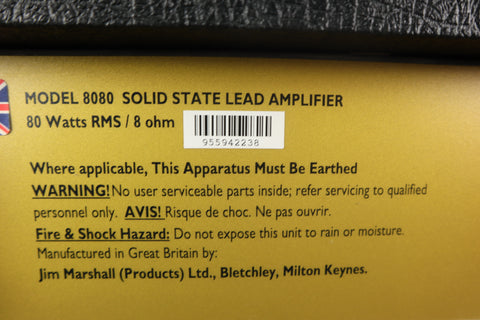 MODEL 8080 SOLID STATE LEAD AMPLIFIER
80 Watts RMS / 8 ohm
955942238
Where applicable, This Apparatus Must Be Earthed
WARNING! No user serviceable parts inside; refer servicing to qualified
personnel only. AVIS! Risque de choc. Ne pas ouvrir.
Fire & Shock Hazard: Do not expose this unit to rain or moisture.
Manufactured in Great Britain by:
Jim Marshall (Products) Ltd., Bletchley, Milton Keynes.